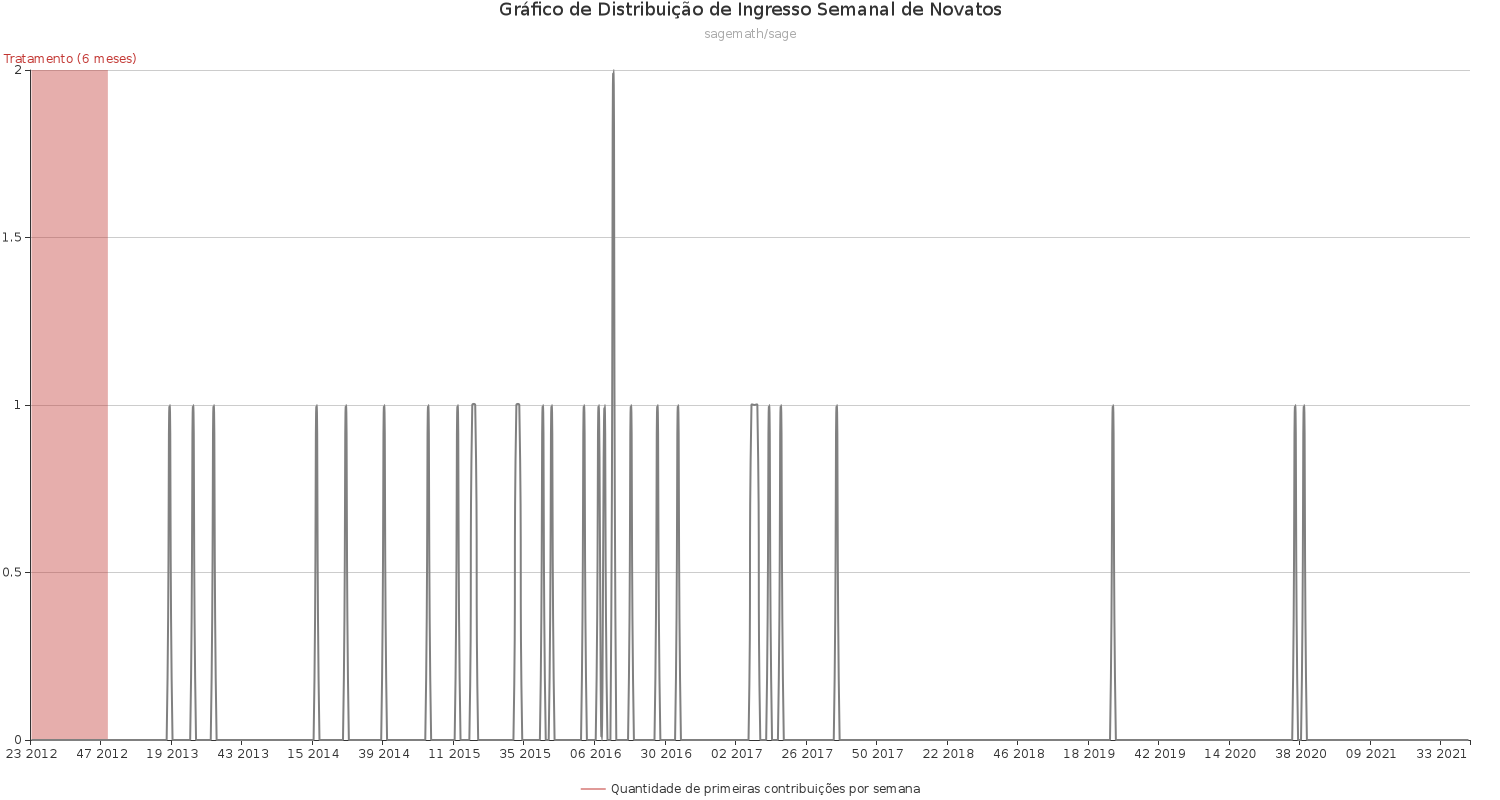 Gráfico de Distribuição de Ingresso Semanal de Novatos
sagemath/sage
Tratamento (6 meses)
2
1.5
1
0.5
0
23 2012 47 2012 19 2013 43 2013 15 2014 39 2014 11 2015 35 2015 06 2016 30 2016 02 2017 26 2017 50 2017 22 2018 46 2018 18 2019 42 2019 14 2020 38 2020 09 2021 33 2021
Quantidade de primeiras contribuições por semana